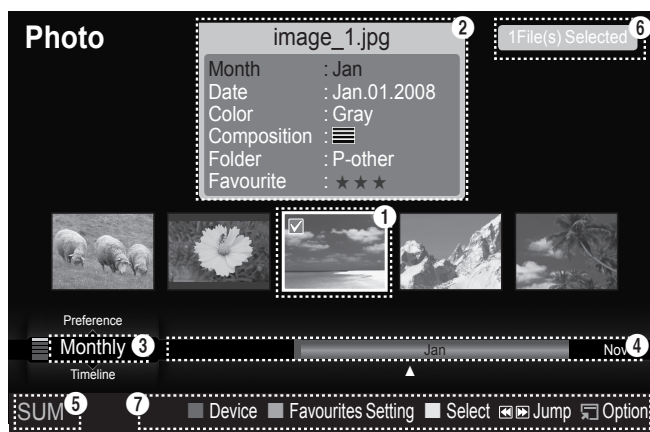 Photo
image_1.jpg
2
1File(s) Selected
6
Month : Jan
Date : Jan.01.2008
Color : Gray
Composition :
Folder : P-other
Favourite : ★★★
1
Preference
Monthly
3
Jan
Nov
4
Timeline
SUM
5
7
Device
Favourites Setting
Select
Jump
Option